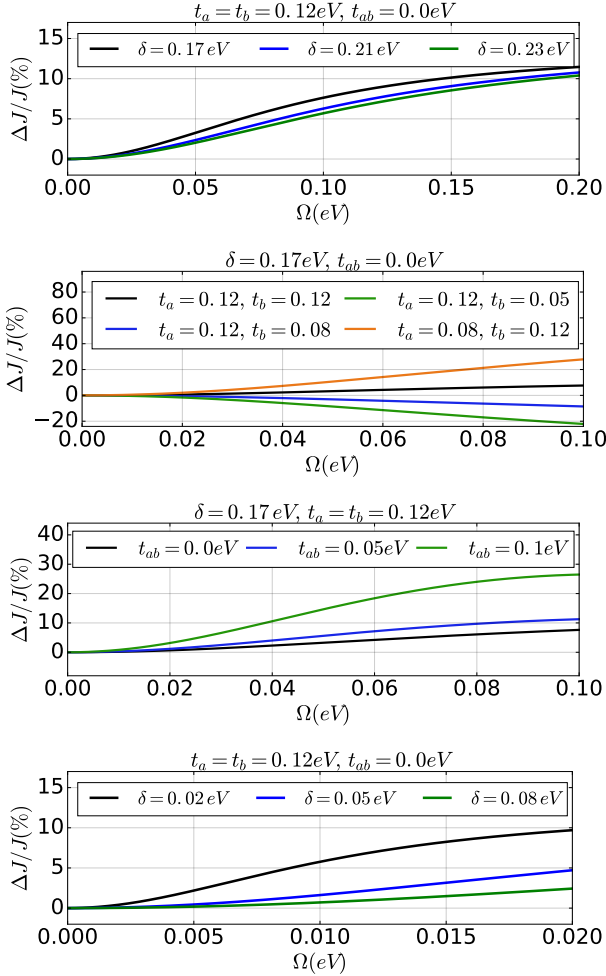 t_a = t_b = 0.12eV, t_ab = 0.0eV
ΔJ/J(%)
15
10
5
0
δ = 0.17 eV δ = 0.21 eV δ = 0.23 eV
0.00 0.05 0.10 0.15 0.20
Ω(eV)
δ = 0.17eV, t_ab = 0.0eV
ΔJ/J(%)
80
60
40
20
0
−20
t_a = 0.12, t_b = 0.12 t_a = 0.12, t_b = 0.05
t_a = 0.12, t_b = 0.08 t_a = 0.08, t_b = 0.12
0.00 0.02 0.04 0.06 0.08 0.10
Ω(eV)
δ = 0.17 eV, t_a = t_b = 0.12eV
ΔJ/J(%)
40
30
20
10
0
t_ab = 0.0eV t_ab = 0.05eV t_ab = 0.1eV
0.00 0.02 0.04 0.06 0.08 0.10
Ω(eV)
t_a = t_b = 0.12eV, t_ab = 0.0eV
ΔJ/J(%)
15
10
5
0
δ = 0.02 eV δ = 0.05 eV δ = 0.08 eV
0.000 0.005 0.010 0.015 0.020
Ω(eV)